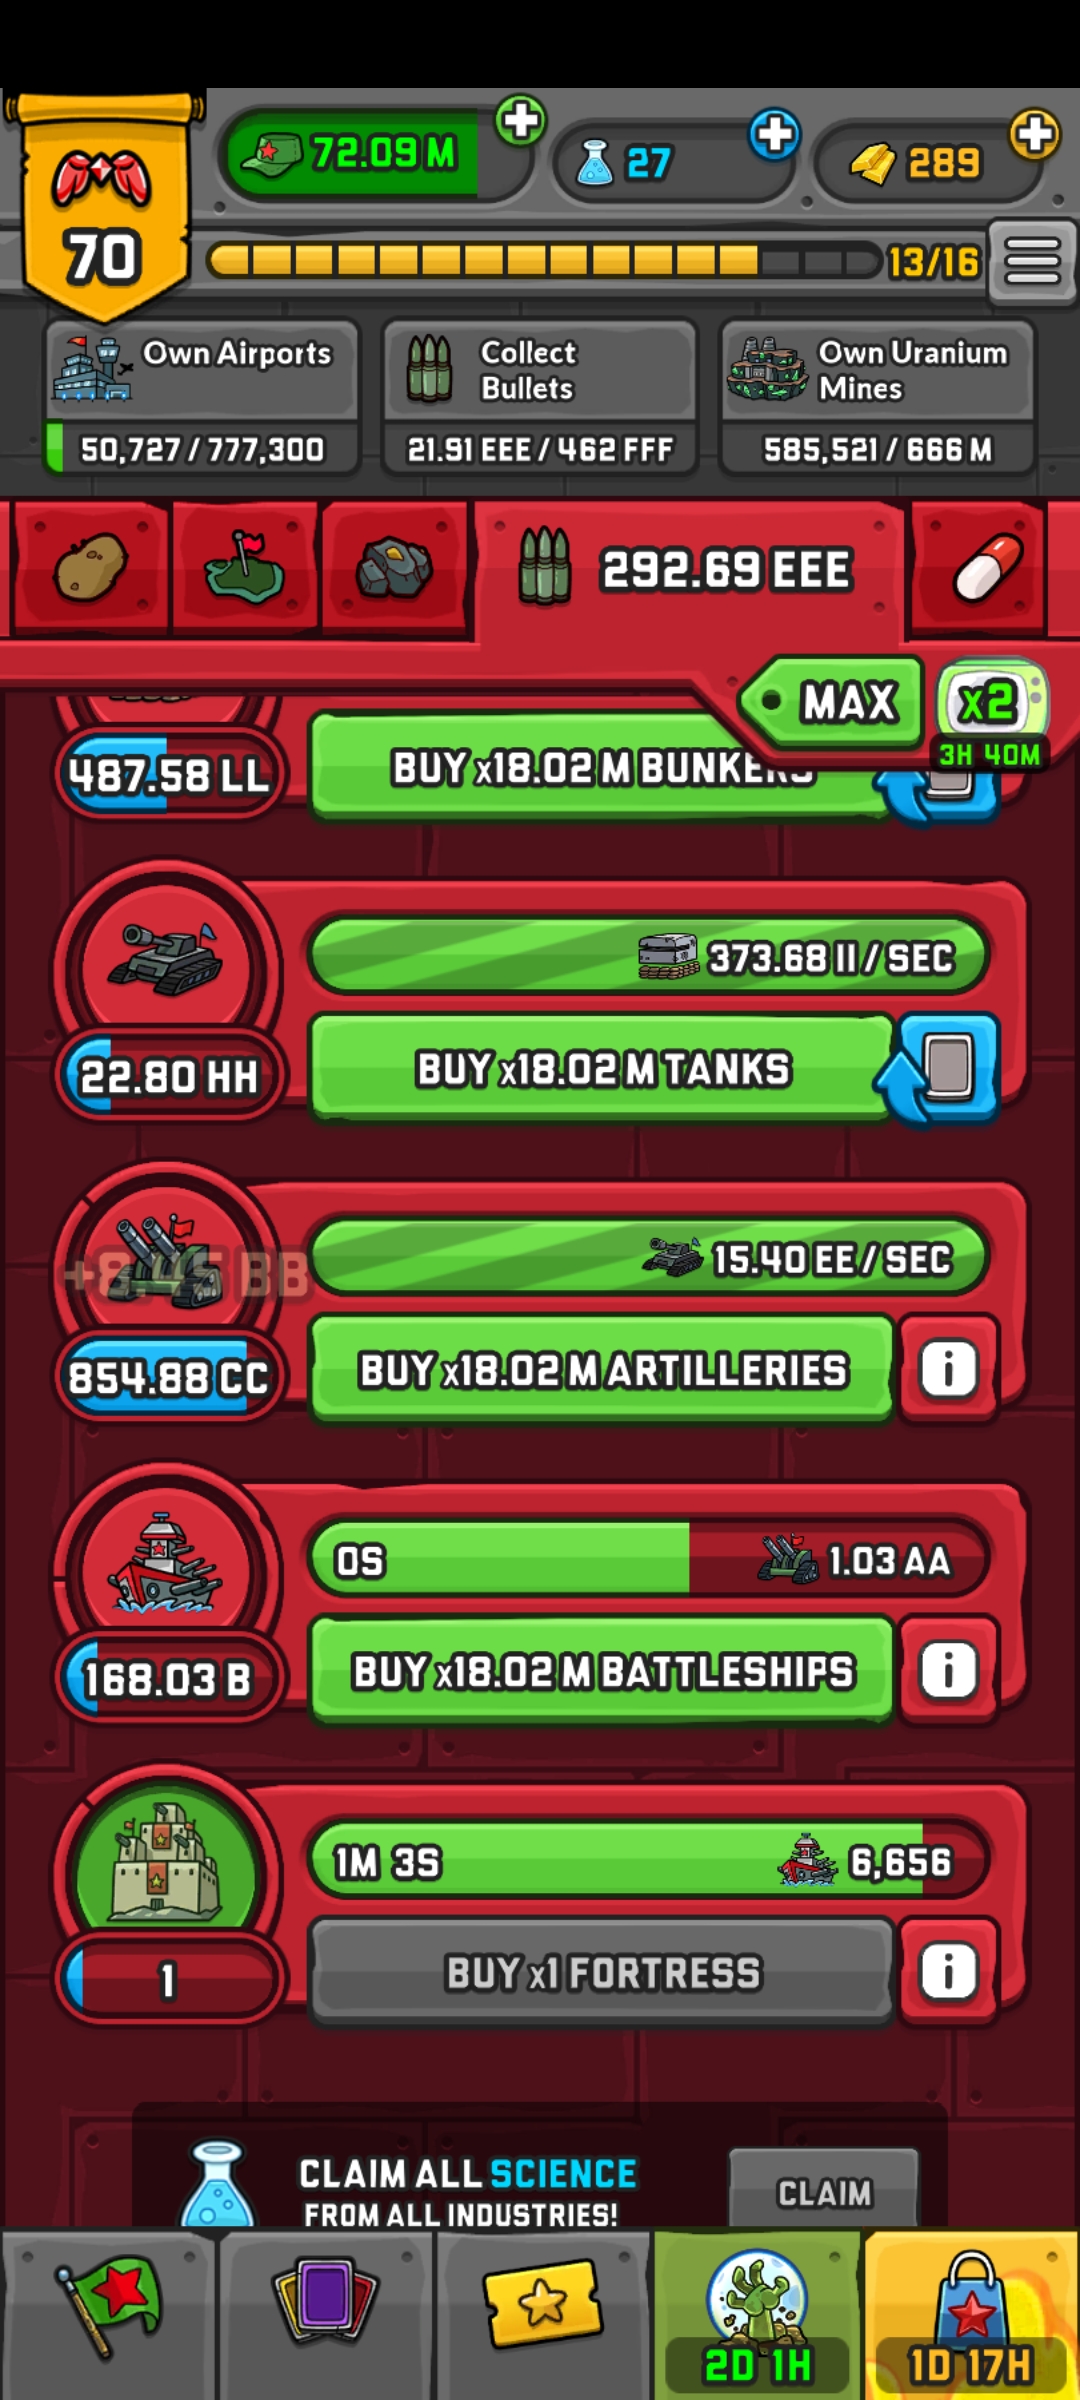 72.09 M
27
289
70
13/16
Own Airports
50,727 / 777,300
Collect
Bullets
21.91 EEE / 462 FFF
Own Uranium
Mines
585,521 / 666 M
292.69 EEE
MAX
x2
3H 40M
487.58 LL
BUY x18.02 M BUNKERS
373.68 II / SEC
22.80 HH
BUY x18.02 M TANKS
15.40 EE / SEC
+8.45 BB
854.88 CC
BUY x18.02 M ARTILLERIES
i
0S
1.03 AA
168.03 B
BUY x18.02 M BATTLESHIPS
i
1M 3S
6,656
1
BUY x1 FORTRESS
i
CLAIM ALL SCIENCE
FROM ALL INDUSTRIES!
CLAIM
2D 1H
1D 17H